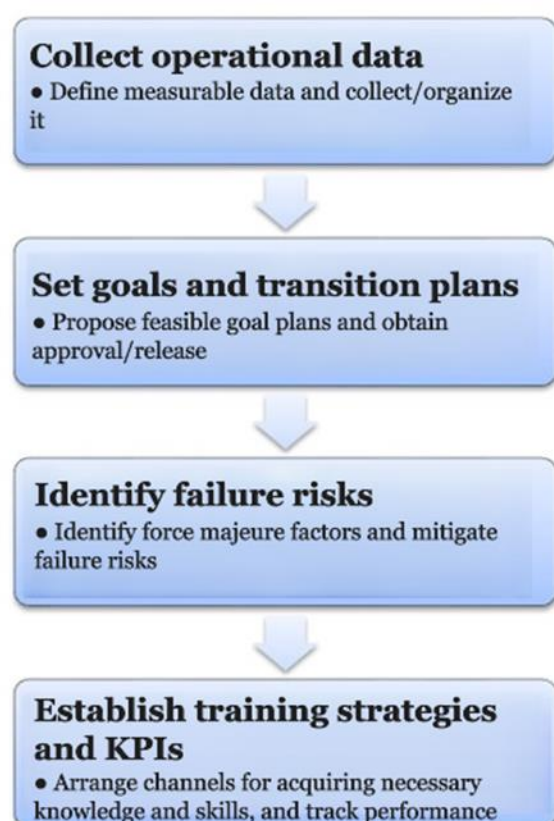 Collect operational data
● Define measurable data and collect/organize
it
Set goals and transition plans
● Propose feasible goal plans and obtain
approval/release
Identify failure risks
● Identify force majeure factors and mitigate
failure risks
Establish training strategies
and KPIs
● Arrange channels for acquiring necessary
knowledge and skills, and track performance